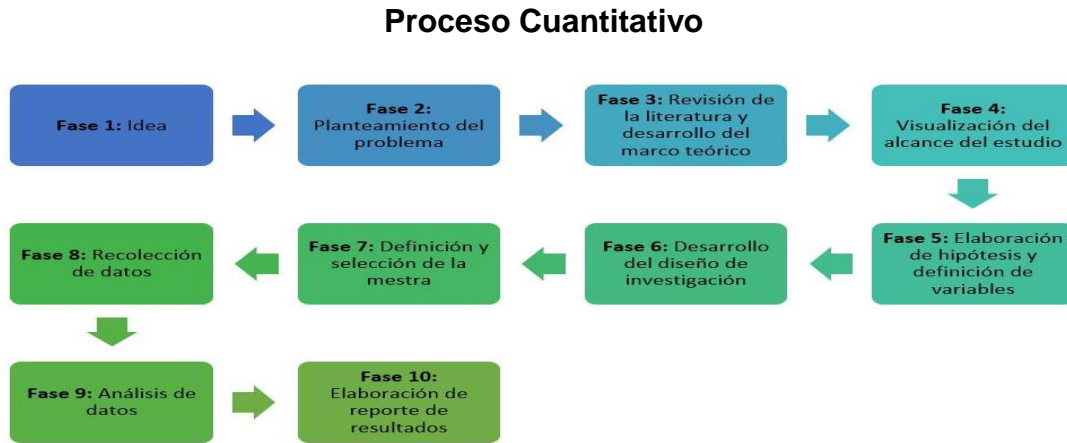 Proceso Cuantitativo
Fase 1: Idea
Fase 2:
Planteamiento del
problema
Fase 3: Revisión de
la literatura y
desarrollo del
marco teórico
Fase 4:
Visualización del
alcance del estudio
Fase 5: Elaboración
de hipótesis y
definición de
variables
Fase 6: Desarrollo
del diseño de
investigación
Fase 7: Definición y
selección de la
mestra
Fase 8: Recolección
de datos
Fase 9: Análisis de
datos
Fase 10:
Elaboración de
reporte de
resultados